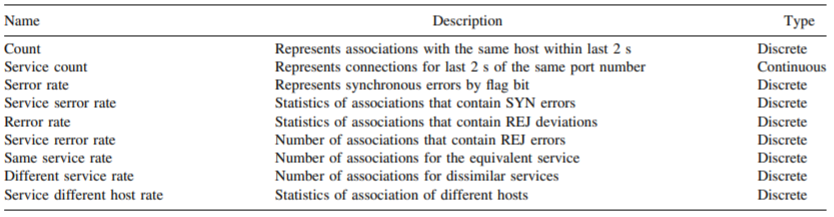 Name Description Type
Count Represents associations with the same host within last 2 s Discrete
Service count Represents connections for last 2 s of the same port number Continuous
Serror rate Represents synchronous errors by flag bit Discrete
Service serror rate Statistics of associations that contain SYN errors Discrete
Rerror rate Statistics of associations that contain REJ deviations Discrete
Service rerror rate Number of associations that contain REJ errors Discrete
Same service rate Number of associations for the equivalent service Discrete
Different service rate Number of associations for dissimilar services Discrete
Service different host rate Statistics of association of different hosts Discrete